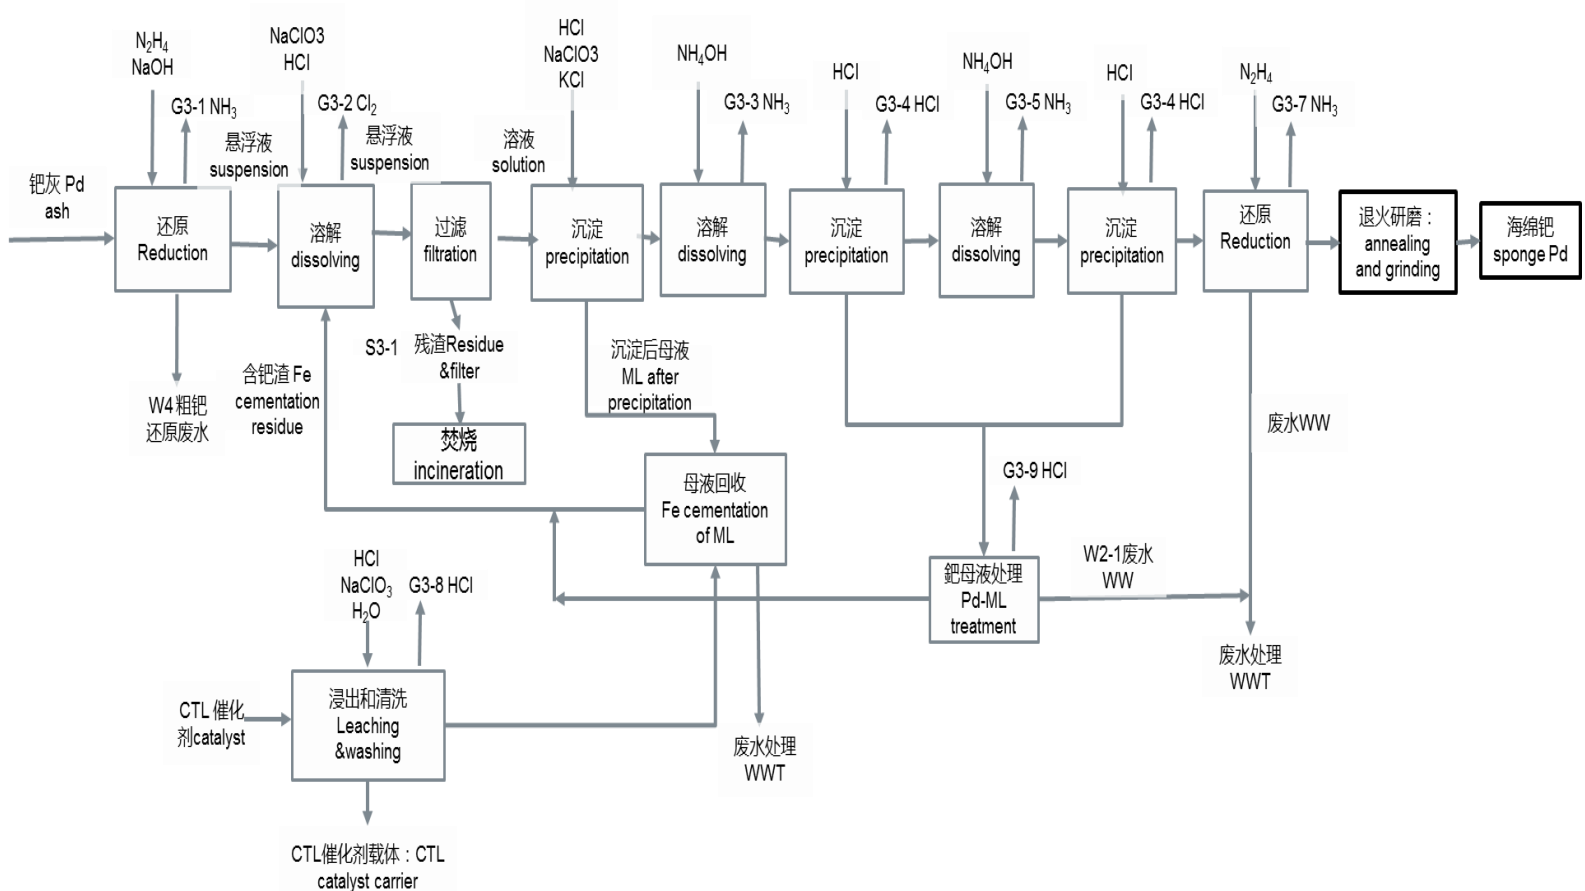 N₂H₄
NaOH
G3-1 NH₃
悬浮液
suspension
NaClO3
HCl
G3-2 Cl₂
悬浮液
suspension
溶液
solution
HCl
NaClO3
KCl
NH₄OH
G3-3 NH₃
HCl
G3-4 HCl
NH₄OH
G3-5 NH₃
HCl
G3-4 HCl
N₂H₄
G3-7 NH₃
钯灰 Pd
ash
还原
Reduction
溶解
dissolving
过滤
filtration
沉淀
precipitation
溶解
dissolving
沉淀
precipitation
溶解
dissolving
沉淀
precipitation
还原
Reduction
退火研磨：
annealing
and grinding
海绵钯
sponge Pd
W4 粗钯
还原废水
含钯渣 Fe
cementation
residue
S3-1
残渣Residue
&filter
焚烧
incineration
沉淀后母液
ML after
precipitation
母液回收
Fe cementation
of ML
G3-9 HCl
鈀母液处理
Pd-ML
treatment
W2-1废水
WW
废水WW
废水处理
WWT
HCl
NaClO₃
H₂O
G3-8 HCl
CTL 催化
剂catalyst
浸出和清洗
Leaching
&washing
废水处理
WWT
CTL催化剂载体：CTL
catalyst carrier